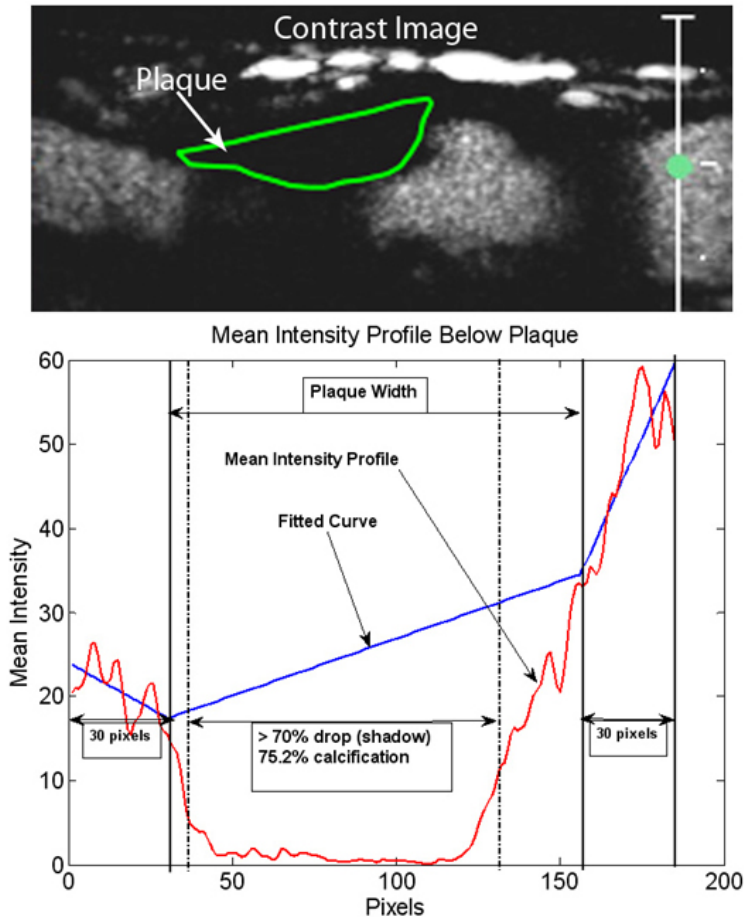 Contrast Image
Plaque
Mean Intensity Profile Below Plaque
60
Plaque Width
50
Mean Intensity Profile
40
Fitted Curve
30
Mean Intensity
20
30 pixels
> 70% drop (shadow)
75.2% calcification
30 pixels
10
0
0 50 100 150 200
Pixels